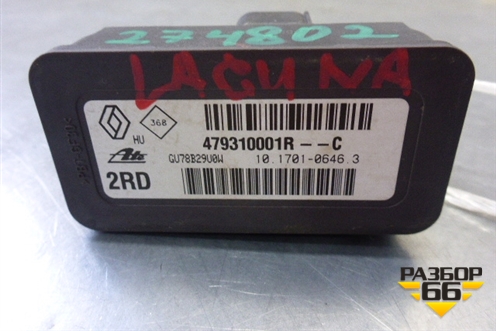 274802
LAGUNA
368
HU
479310001R--C
Ate
GU78B29U0W
10.1701-0646.3
2RD
РАЗБОР
66